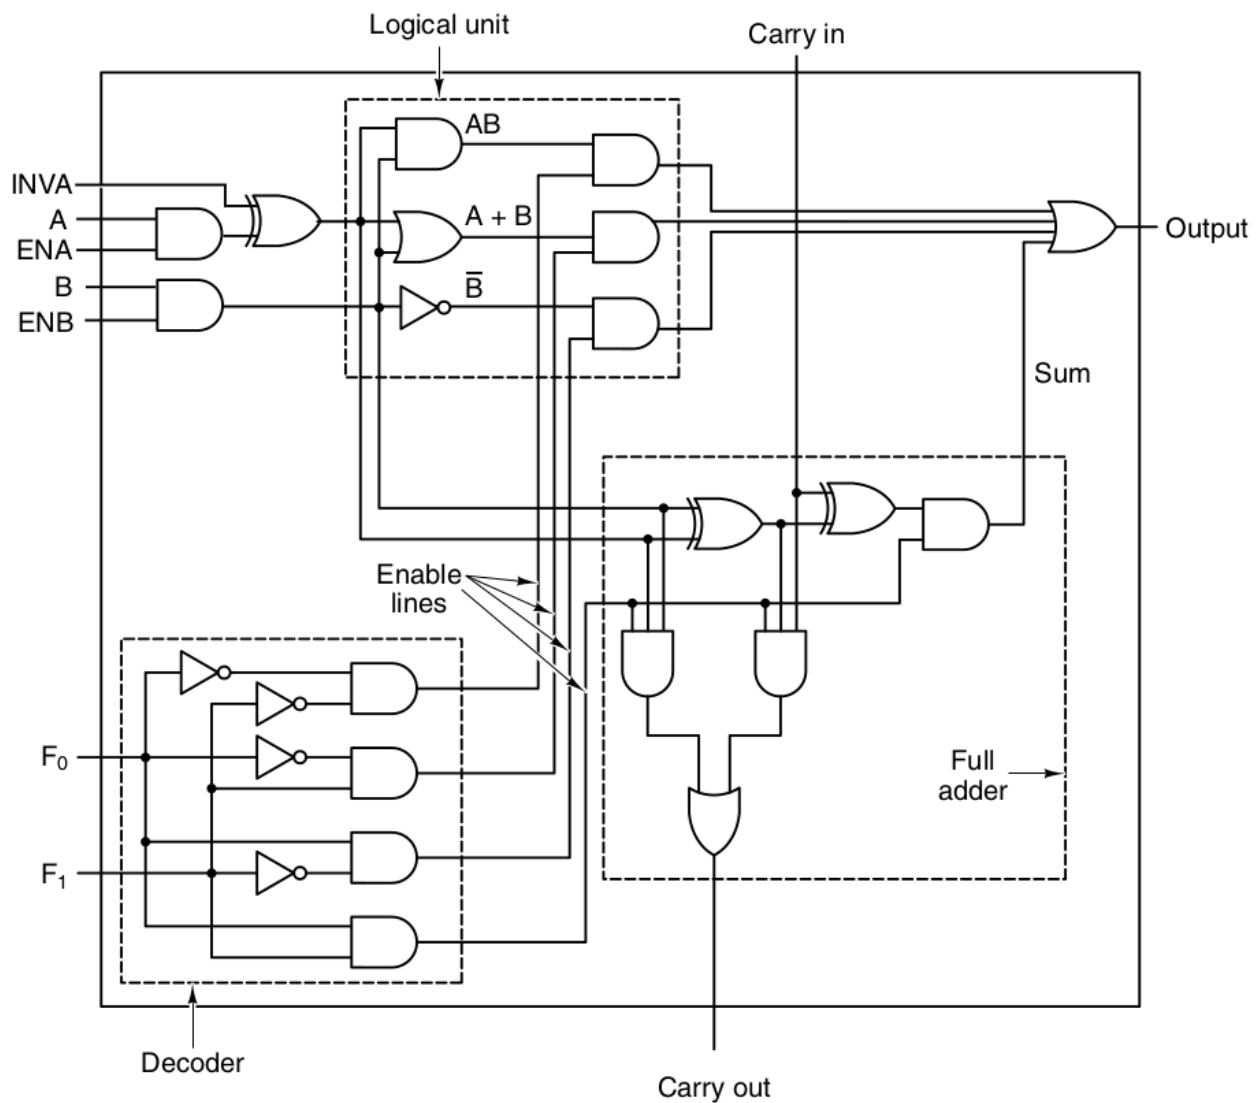 Logical unit
Carry in
AB
INVA
A
ENA
A + B
Output
B
B̅
ENB
Sum
Enable
lines
F₀
Full
adder
F₁
Decoder
Carry out